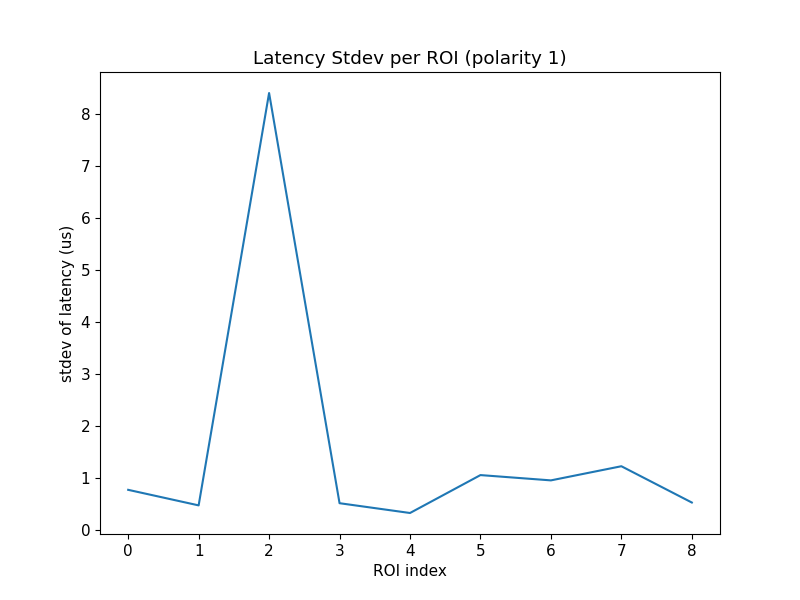 Latency Stdev per ROI (polarity 1)
stdev of latency (us)
8
7
6
5
4
3
2
1
0
0 1 2 3 4 5 6 7 8
ROI index